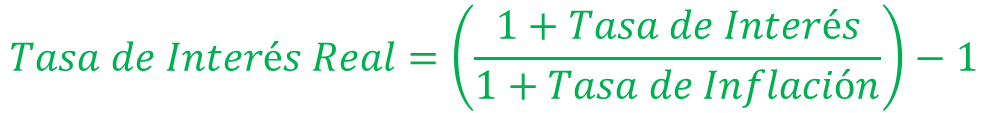 Tasa de Interés Real = (1 + Tasa de Interés / 1 + Tasa de Inflación) − 1